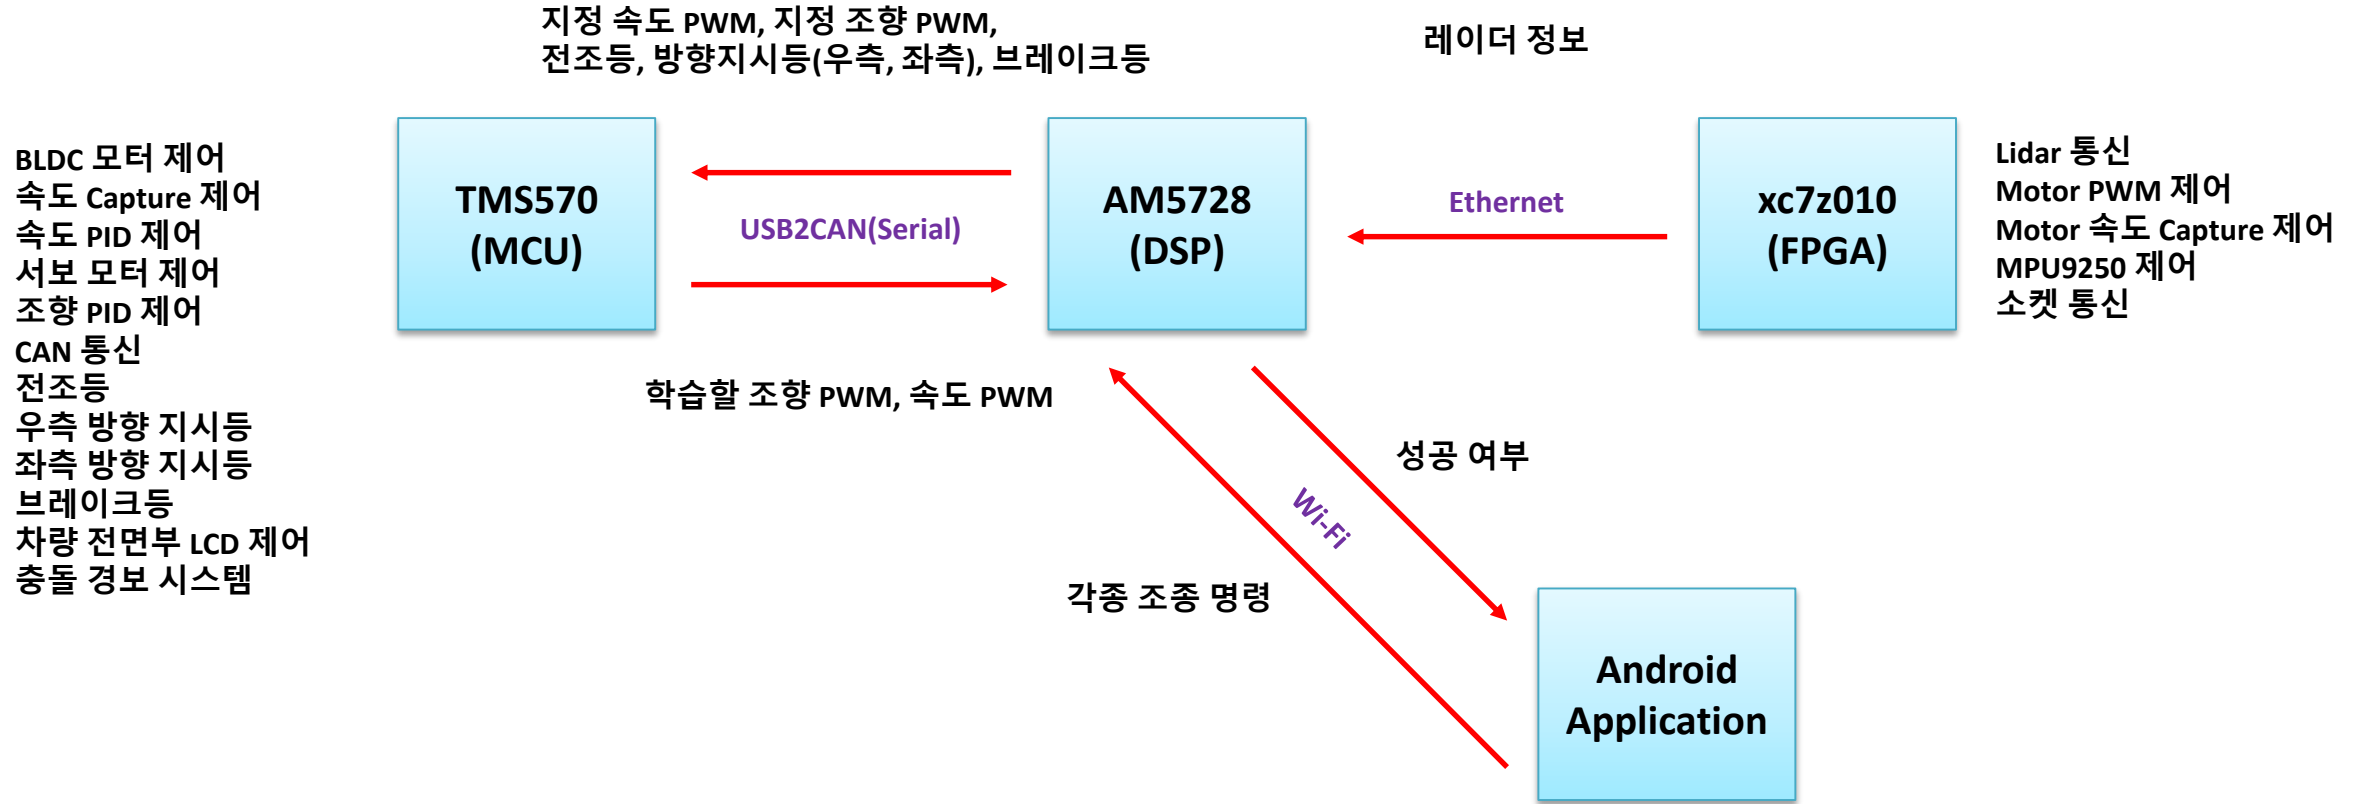 지정 속도 PWM, 지정 조향 PWM,
전조등, 방향지시등(우측, 좌측), 브레이크등
레이더 정보
BLDC 모터 제어
속도 Capture 제어
속도 PID 제어
서보 모터 제어
조향 PID 제어
CAN 통신
전조등
우측 방향 지시등
좌측 방향 지시등
브레이크등
차량 전면부 LCD 제어
충돌 경보 시스템
TMS570
(MCU)
USB2CAN(Serial)
AM5728
(DSP)
Ethernet
xc7z010
(FPGA)
Lidar 통신
Motor PWM 제어
Motor 속도 Capture 제어
MPU9250 제어
소켓 통신
학습할 조향 PWM, 속도 PWM
성공 여부
Wi-Fi
각종 조종 명령
Android
Application